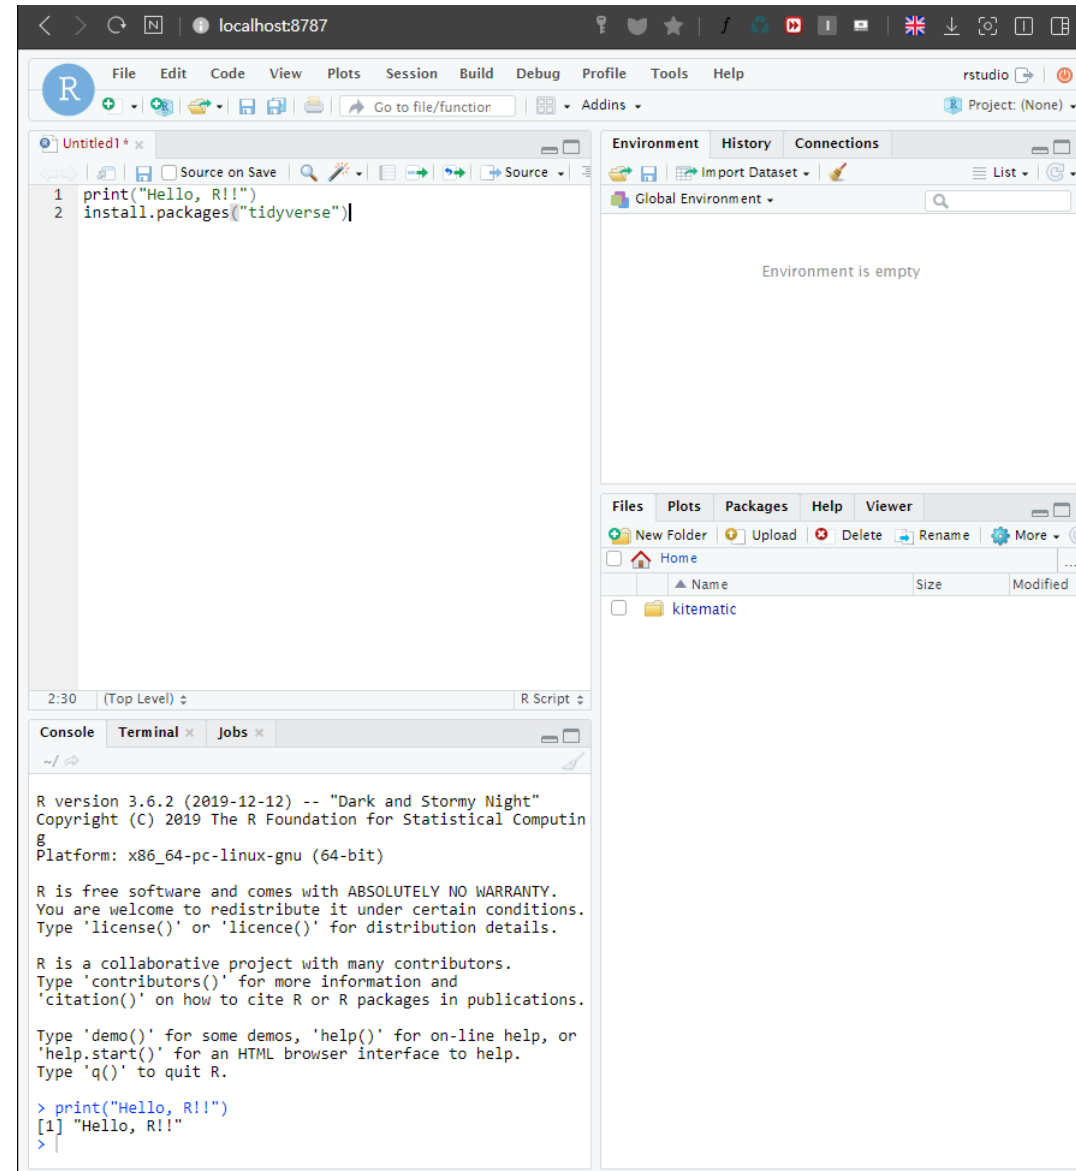 localhost:8787
R File Edit Code View Plots Session Build Debug Profile Tools Help rstudio
Go to file/function Addins Project: (None)
Untitled1*
Source on Save Source
1 print("Hello, R!!")
2 install.packages("tidyverse")
2:30 (Top Level) R Script
Console Terminal Jobs
~/
R version 3.6.2 (2019-12-12) -- "Dark and Stormy Night"
Copyright (C) 2019 The R Foundation for Statistical Computin
g
Platform: x86_64-pc-linux-gnu (64-bit)
R is free software and comes with ABSOLUTELY NO WARRANTY.
You are welcome to redistribute it under certain conditions.
Type 'license()' or 'licence()' for distribution details.
R is a collaborative project with many contributors.
Type 'contributors()' for more information and
'citation()' on how to cite R or R packages in publications.
Type 'demo()' for some demos, 'help()' for on-line help, or
'help.start()' for an HTML browser interface to help.
Type 'q()' to quit R.
> print("Hello, R!!")
[1] "Hello, R!!"
>
Environment History Connections
Import Dataset List
Global Environment
Environment is empty
Files Plots Packages Help Viewer
New Folder Upload Delete Rename More
Home ...
Name Size Modified
kitematic